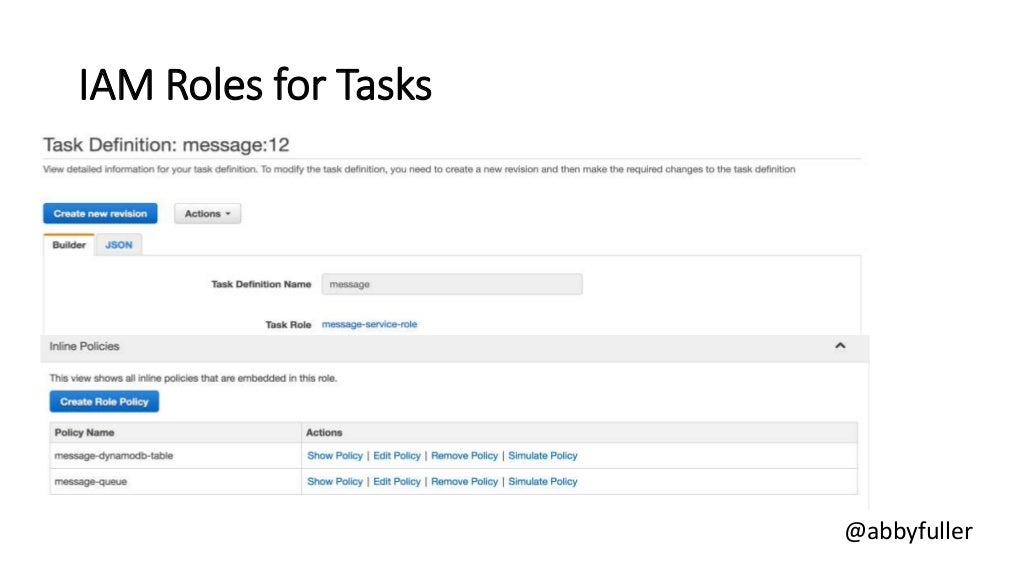 IAM Roles for Tasks
Task Definition: message:12
View detailed information for your task definition. To modify the task definition, you need to create a new revision and then make the required changes to the task definition
Create new revision Actions
Builder JSON
Task Definition Name message
Task Role message-service-role
Inline Policies
This view shows all inline policies that are embedded in this role.
Create Role Policy
Policy Name Actions
message-dynamodb-table Show Policy | Edit Policy | Remove Policy | Simulate Policy
message-queue Show Policy | Edit Policy | Remove Policy | Simulate Policy
@abbyfuller